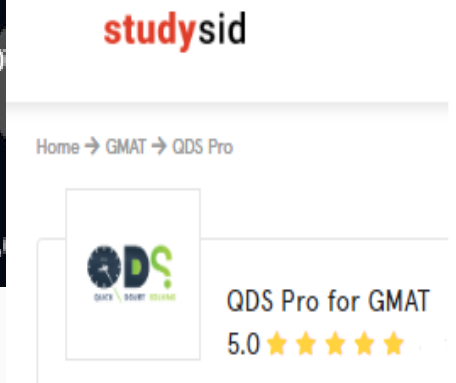 studysid
Home → GMAT → QDS Pro
QDS
QUICK DOUBT SOLVING
QDS Pro for GMAT
5.0